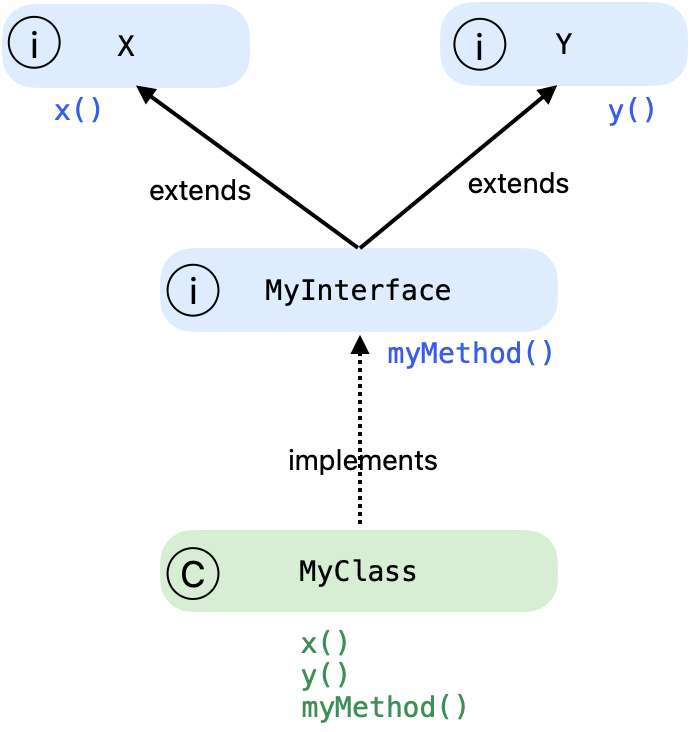 i X
i Y
x()
y()
extends
extends
i MyInterface
myMethod()
implements
C MyClass
x()
y()
myMethod()